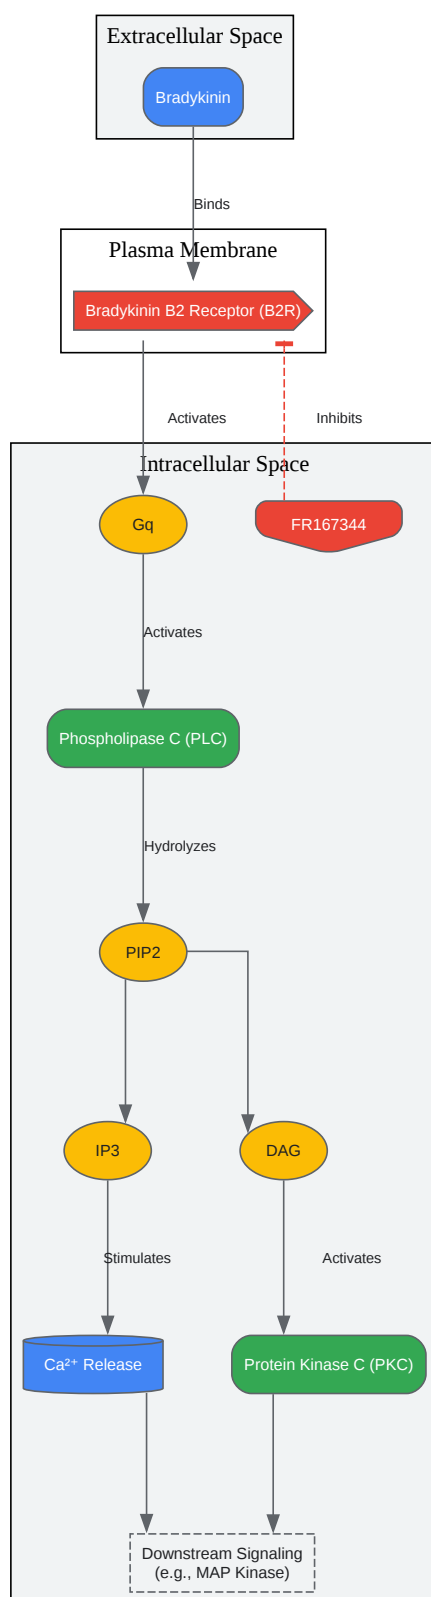 Extracellular Space
Bradykinin
Binds
Plasma Membrane
Bradykinin B2 Receptor (B2R)
Activates
Inhibits
Intracellular Space
Gq
FR167344
Activates
Phospholipase C (PLC)
Hydrolyzes
PIP2
IP3
DAG
Stimulates
Activates
Ca²⁺ Release
Protein Kinase C (PKC)
Downstream Signaling
(e.g., MAP Kinase)